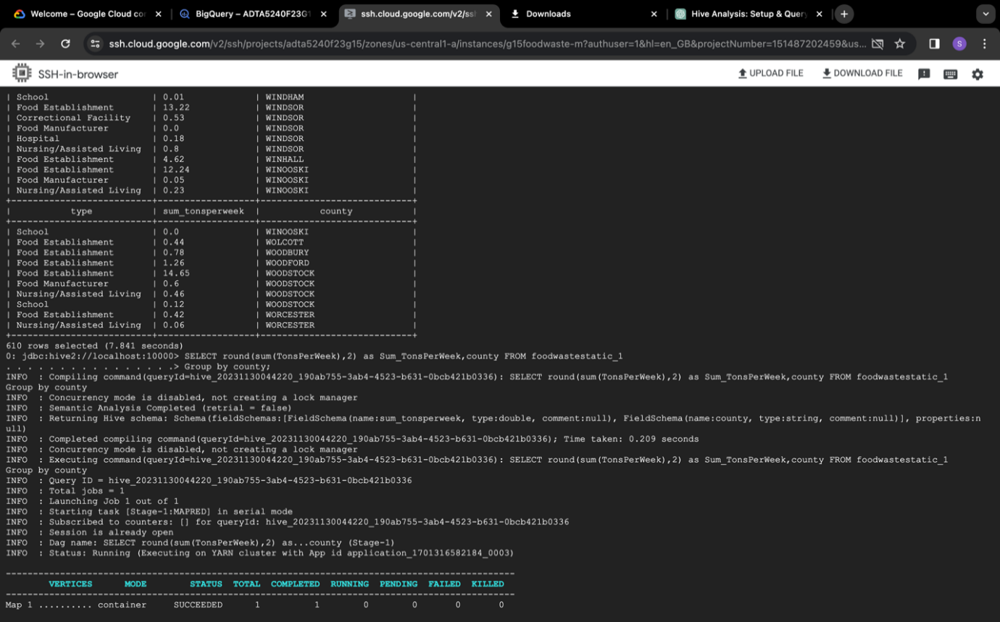 Welcome – Google Cloud co
BigQuery – ADTA5240F23G1
ssh.cloud.google.com/v2/ssh
Downloads
Hive Analysis: Setup & Query
ssh.cloud.google.com/v2/ssh/projects/adta5240f23g15/zones/us-central1-a/instances/g15foodwaste-m?authuser=1&hl=en_GB&projectNumber=151487202459&us...
S
SSH-in-browser
UPLOAD FILE
DOWNLOAD FILE
| School | 0.01 | WINDHAM |
| Food Establishment | 13.22 | WINDSOR |
| Correctional Facility | 0.53 | WINDSOR |
| Food Manufacturer | 0.0 | WINDSOR |
| Hospital | 0.18 | WINDSOR |
| Nursing/Assisted Living | 0.8 | WINDSOR |
| Food Establishment | 4.62 | WINHALL |
| Food Establishment | 12.24 | WINOOSKI |
| Food Manufacturer | 0.05 | WINOOSKI |
| Nursing/Assisted Living | 0.23 | WINOOSKI |
+--------------------------+-------------------+-----------------------------+
| type | sum_tonsperweek | county |
+--------------------------+-------------------+-----------------------------+
| School | 0.0 | WINOOSKI |
| Food Establishment | 0.44 | WOLCOTT |
| Food Establishment | 0.78 | WOODBURY |
| Food Establishment | 1.26 | WOODFORD |
| Food Establishment | 14.65 | WOODSTOCK |
| Food Manufacturer | 0.6 | WOODSTOCK |
| Nursing/Assisted Living | 0.46 | WOODSTOCK |
| School | 0.12 | WOODSTOCK |
| Food Establishment | 0.42 | WORCESTER |
| Nursing/Assisted Living | 0.06 | WORCESTER |
+--------------------------+-------------------+-----------------------------+
610 rows selected (7.841 seconds)
0: jdbc:hive2://localhost:10000> SELECT round(sum(TonsPerWeek),2) as Sum_TonsPerWeek,county FROM foodwastestatic_1
. . . . . . . . . . . . . . . .> Group by county;
INFO : Compiling command(queryId=hive_20231130044220_190ab755-3ab4-4523-b631-0bcb421b0336): SELECT round(sum(TonsPerWeek),2) as Sum_TonsPerWeek,county FROM foodwastestatic_1
Group by county
INFO : Concurrency mode is disabled, not creating a lock manager
INFO : Semantic Analysis Completed (retrial = false)
INFO : Returning Hive schema: Schema(fieldSchemas:[FieldSchema(name:sum_tonsperweek, type:double, comment:null), FieldSchema(name:county, type:string, comment:null)], properties:n
ull)
INFO : Completed compiling command(queryId=hive_20231130044220_190ab755-3ab4-4523-b631-0bcb421b0336); Time taken: 0.209 seconds
INFO : Concurrency mode is disabled, not creating a lock manager
INFO : Executing command(queryId=hive_20231130044220_190ab755-3ab4-4523-b631-0bcb421b0336): SELECT round(sum(TonsPerWeek),2) as Sum_TonsPerWeek,county FROM foodwastestatic_1
Group by county
INFO : Query ID = hive_20231130044220_190ab755-3ab4-4523-b631-0bcb421b0336
INFO : Total jobs = 1
INFO : Launching Job 1 out of 1
INFO : Starting task [Stage-1:MAPRED] in serial mode
INFO : Subscribed to counters: [] for queryId: hive_20231130044220_190ab755-3ab4-4523-b631-0bcb421b0336
INFO : Session is already open
INFO : Dag name: SELECT round(sum(TonsPerWeek),2) as...county (Stage-1)
INFO : Status: Running (Executing on YARN cluster with App id application_1701316582184_0003)
----------------------------------------------------------------------------------------------
VERTICES MODE STATUS TOTAL COMPLETED RUNNING PENDING FAILED KILLED
----------------------------------------------------------------------------------------------
Map 1 .......... container SUCCEEDED 1 1 0 0 0 0